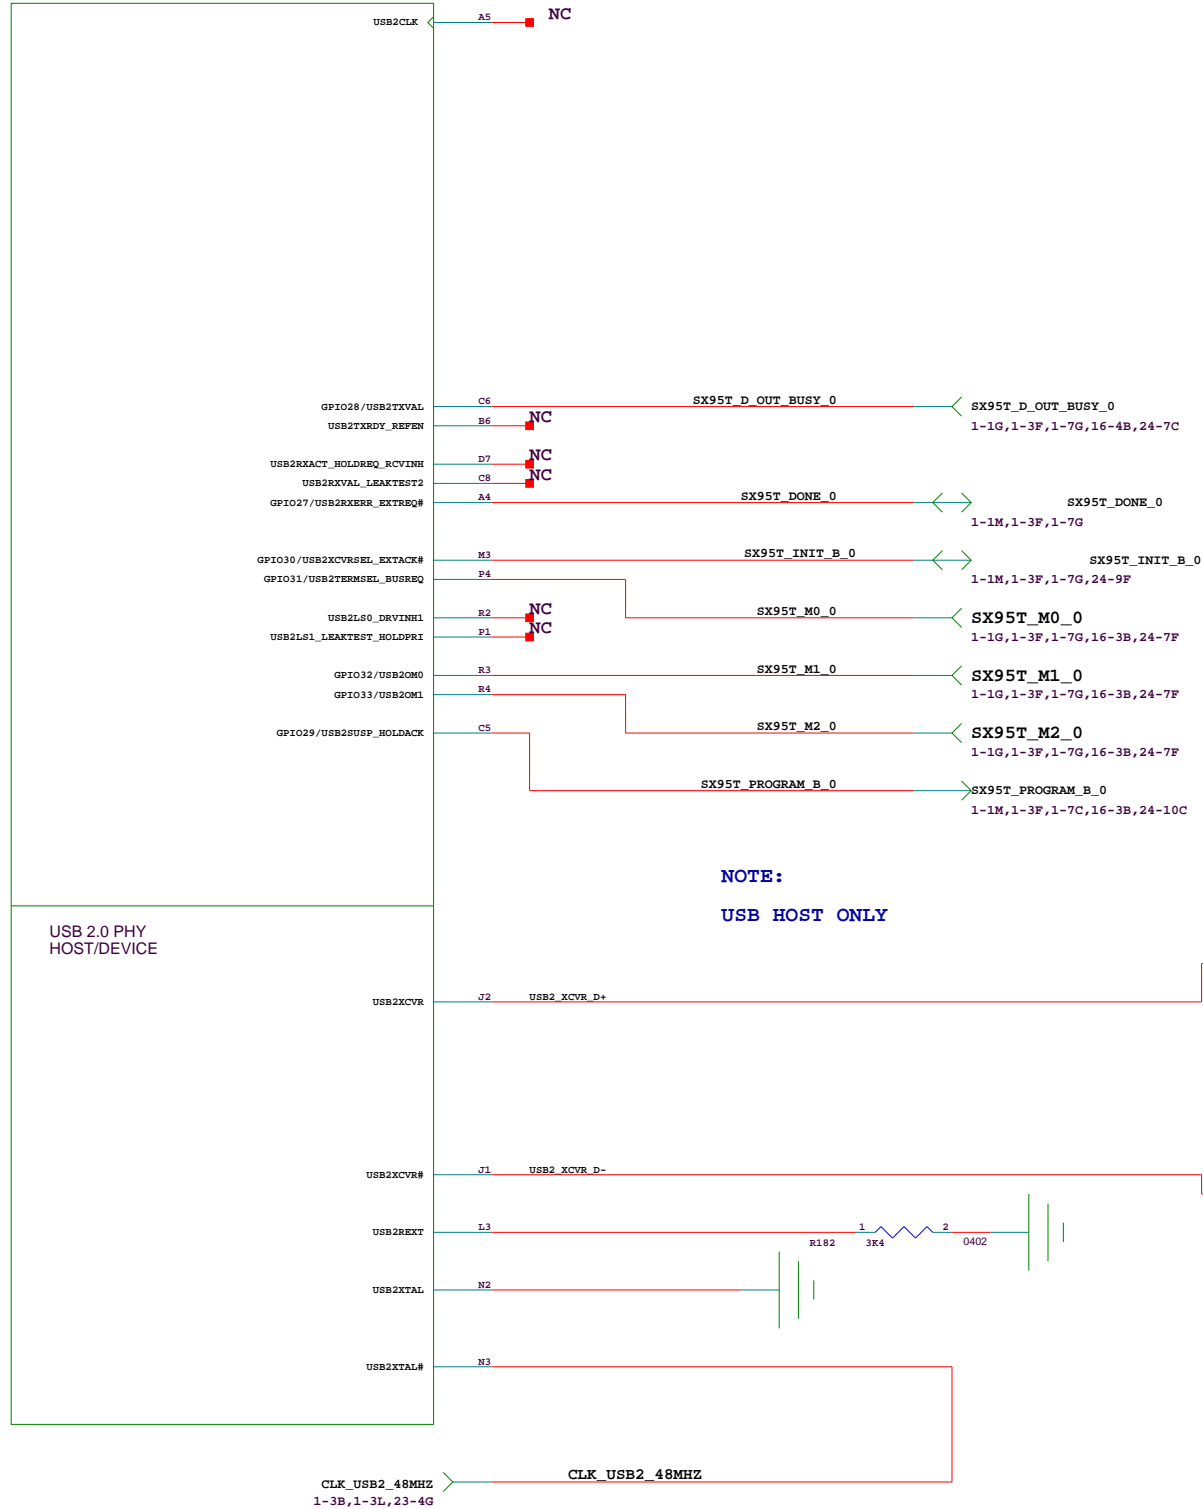 USB2CLK A5 NC
GPIO28/USB2TXVAL C6 SX95T_D_OUT_BUSY_0 SX95T_D_OUT_BUSY_0
1-1G,1-3F,1-7G,16-4B,24-7C
USB2TXRDY_REFEN B6 NC
USB2RXACT_HOLDREQ_RCVINH D7 NC
USB2RXVAL_LEAKTEST2 C8 NC
GPIO27/USB2RXERR_EXTREQ# A4 SX95T_DONE_0 SX95T_DONE_0
1-1M,1-3F,1-7G
GPIO30/USB2XCVRSEL_EXTACK# M3 SX95T_INIT_B_0 SX95T_INIT_B_0
1-1M,1-3F,1-7G,24-9F
GPIO31/USB2TERMSEL_BUSREQ P4
USB2LS0_DRVINH1 R2 NC
SX95T_M0_0 SX95T_M0_0
1-1G,1-3F,1-7G,16-3B,24-7F
USB2LS1_LEAKTEST_HOLDPRI P1 NC
GPIO32/USB2OM0 R3 SX95T_M1_0 SX95T_M1_0
1-1G,1-3F,1-7G,16-3B,24-7F
GPIO33/USB2OM1 R4
GPIO29/USB2SUSP_HOLDACK C5 SX95T_M2_0 SX95T_M2_0
1-1G,1-3F,1-7G,16-3B,24-7F
SX95T_PROGRAM_B_0 SX95T_PROGRAM_B_0
1-1M,1-3F,1-7C,16-3B,24-10C
NOTE:
USB HOST ONLY
USB 2.0 PHY
HOST/DEVICE
USB2XCVR J2 USB2_XCVR_D+
USB2XCVR# J1 USB2_XCVR_D-
USB2REXT L3 1 2
R182 3K4 0402
USB2XTAL N2
USB2XTAL# N3
CLK_USB2_48MHZ CLK_USB2_48MHZ
1-3B,1-3L,23-4G